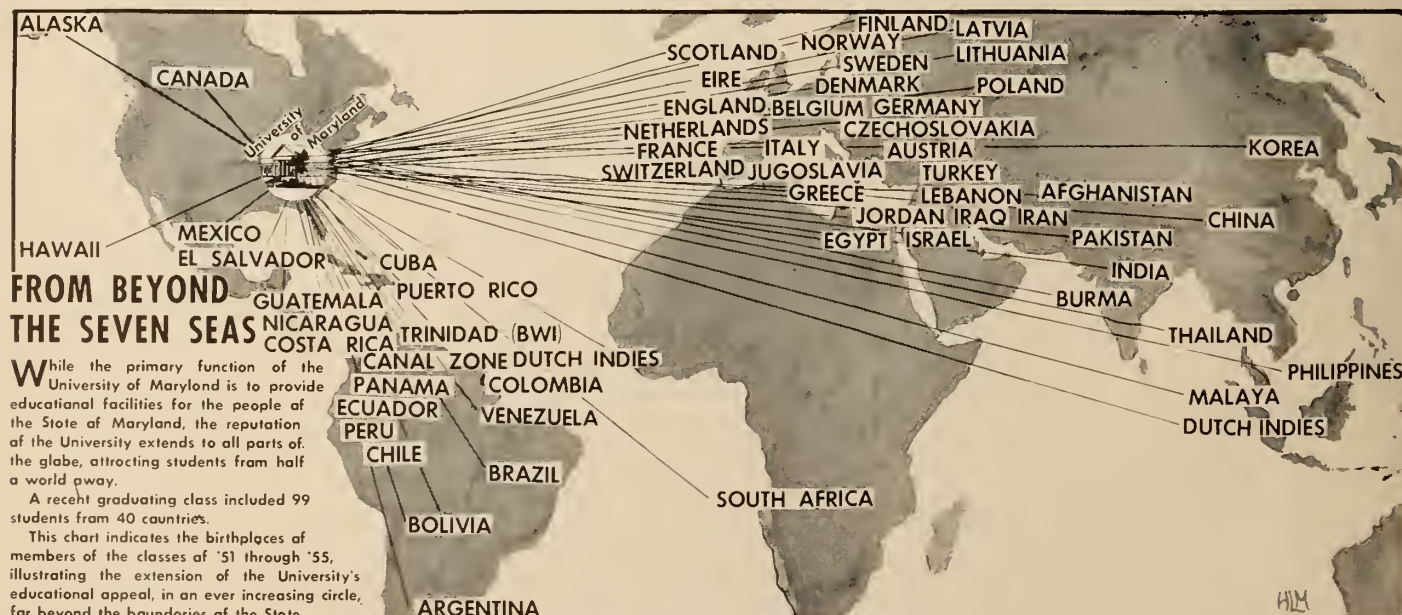 ALASKA
CANADA
University
of
Maryland
HAWAII
MEXICO
EL SALVADOR
CUBA
PUERTO RICO
GUATEMALA
NICARAGUA
COSTA RICA
TRINIDAD (BWI)
CANAL ZONE
DUTCH INDIES
PANAMA
COLOMBIA
ECUADOR
VENEZUELA
PERU
CHILE
BRAZIL
BOLIVIA
ARGENTINA
SOUTH AFRICA
FINLAND
LATVIA
NORWAY
SCOTLAND
SWEDEN
LITHUANIA
EIRE
DENMARK
POLAND
ENGLAND
BELGIUM
GERMANY
NETHERLANDS
CZECHOSLOVAKIA
FRANCE
ITALY
AUSTRIA
KOREA
SWITZERLAND
JUGOSLAVIA
TURKEY
GREECE
LEBANON
AFGHANISTAN
JORDAN
IRAQ
IRAN
CHINA
EGYPT
ISRAEL
PAKISTAN
INDIA
BURMA
THAILAND
PHILIPPINES
MALAYA
DUTCH INDIES
FROM BEYOND
THE SEVEN SEAS
While the primary function of the
University of Maryland is to provide
educational facilities for the people of
the State of Maryland, the reputation
of the University extends to all parts of.
the globe, attracting students from half
a world away.
A recent graduating class included 99
students from 40 countries.
This chart indicates the birthplaces of
members of the classes of '51 through '55,
illustrating the extension of the University's
educational appeal, in an ever increasing circle,
far beyond the boundaries of the State
HLM